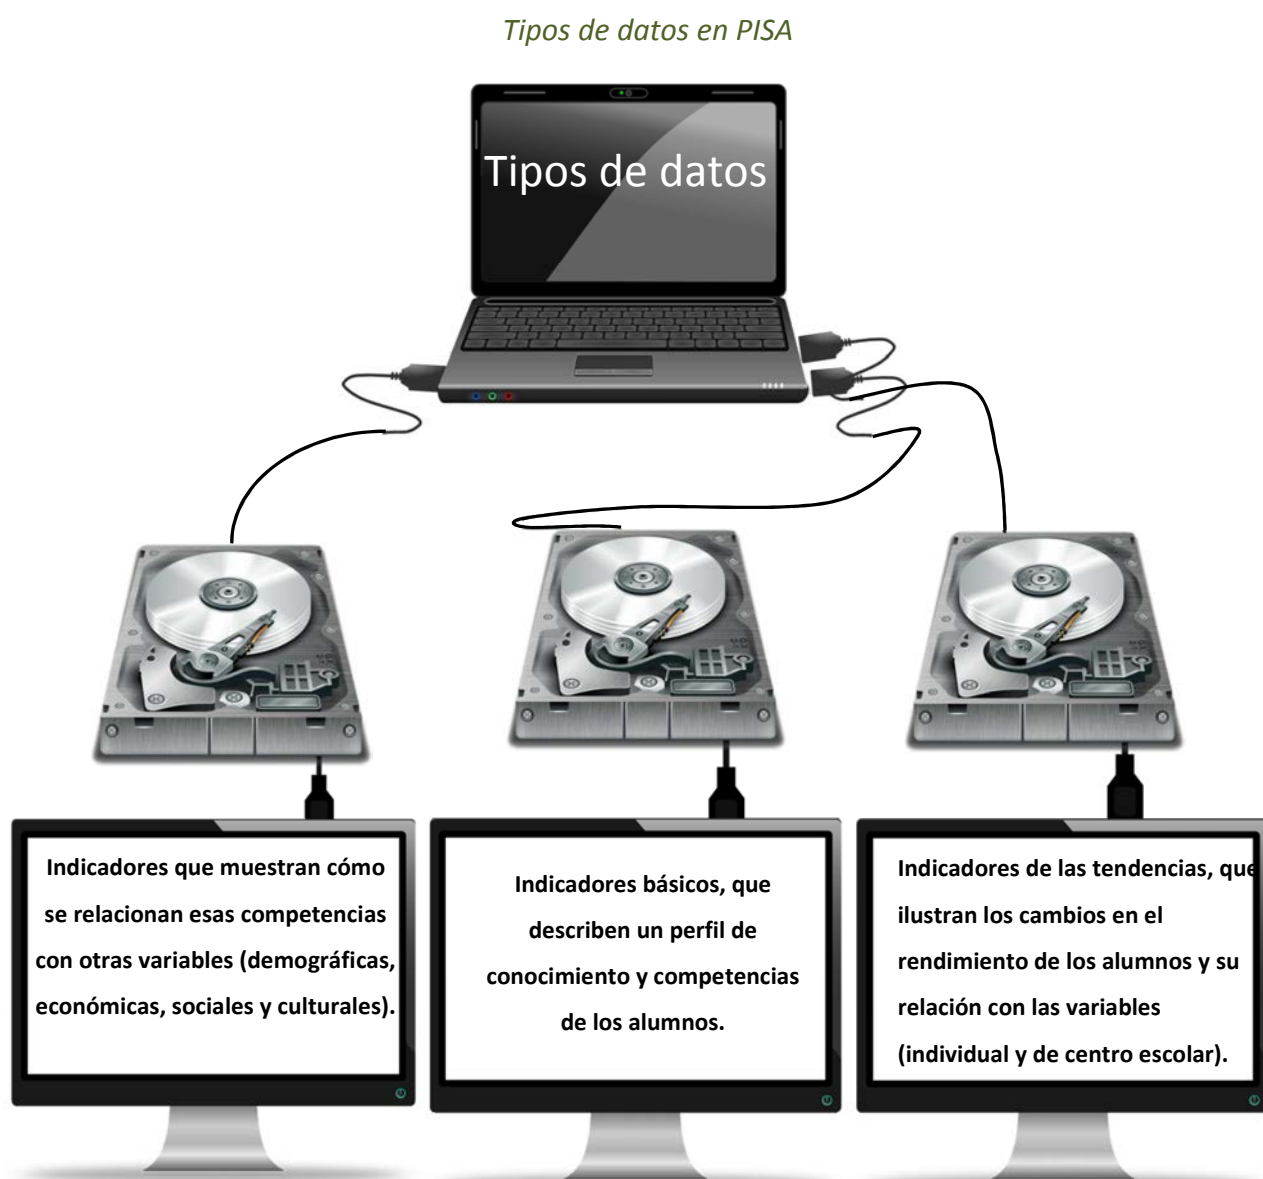 Tipos de datos en PISA
Tipos de datos
Indicadores que muestran cómo
se relacionan esas competencias
con otras variables (demográficas,
económicas, sociales y culturales).
Indicadores básicos, que
describen un perfil de
conocimiento y competencias
de los alumnos.
Indicadores de las tendencias, que
ilustran los cambios en el
rendimiento de los alumnos y su
relación con las variables
(individual y de centro escolar).